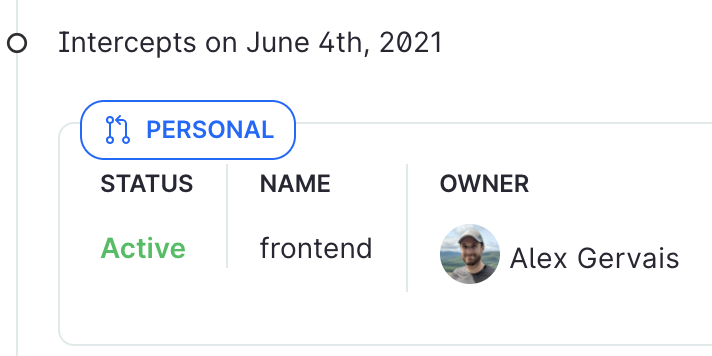 Intercepts on June 4th, 2021
PERSONAL
STATUS NAME OWNER
Active frontend Alex Gervais